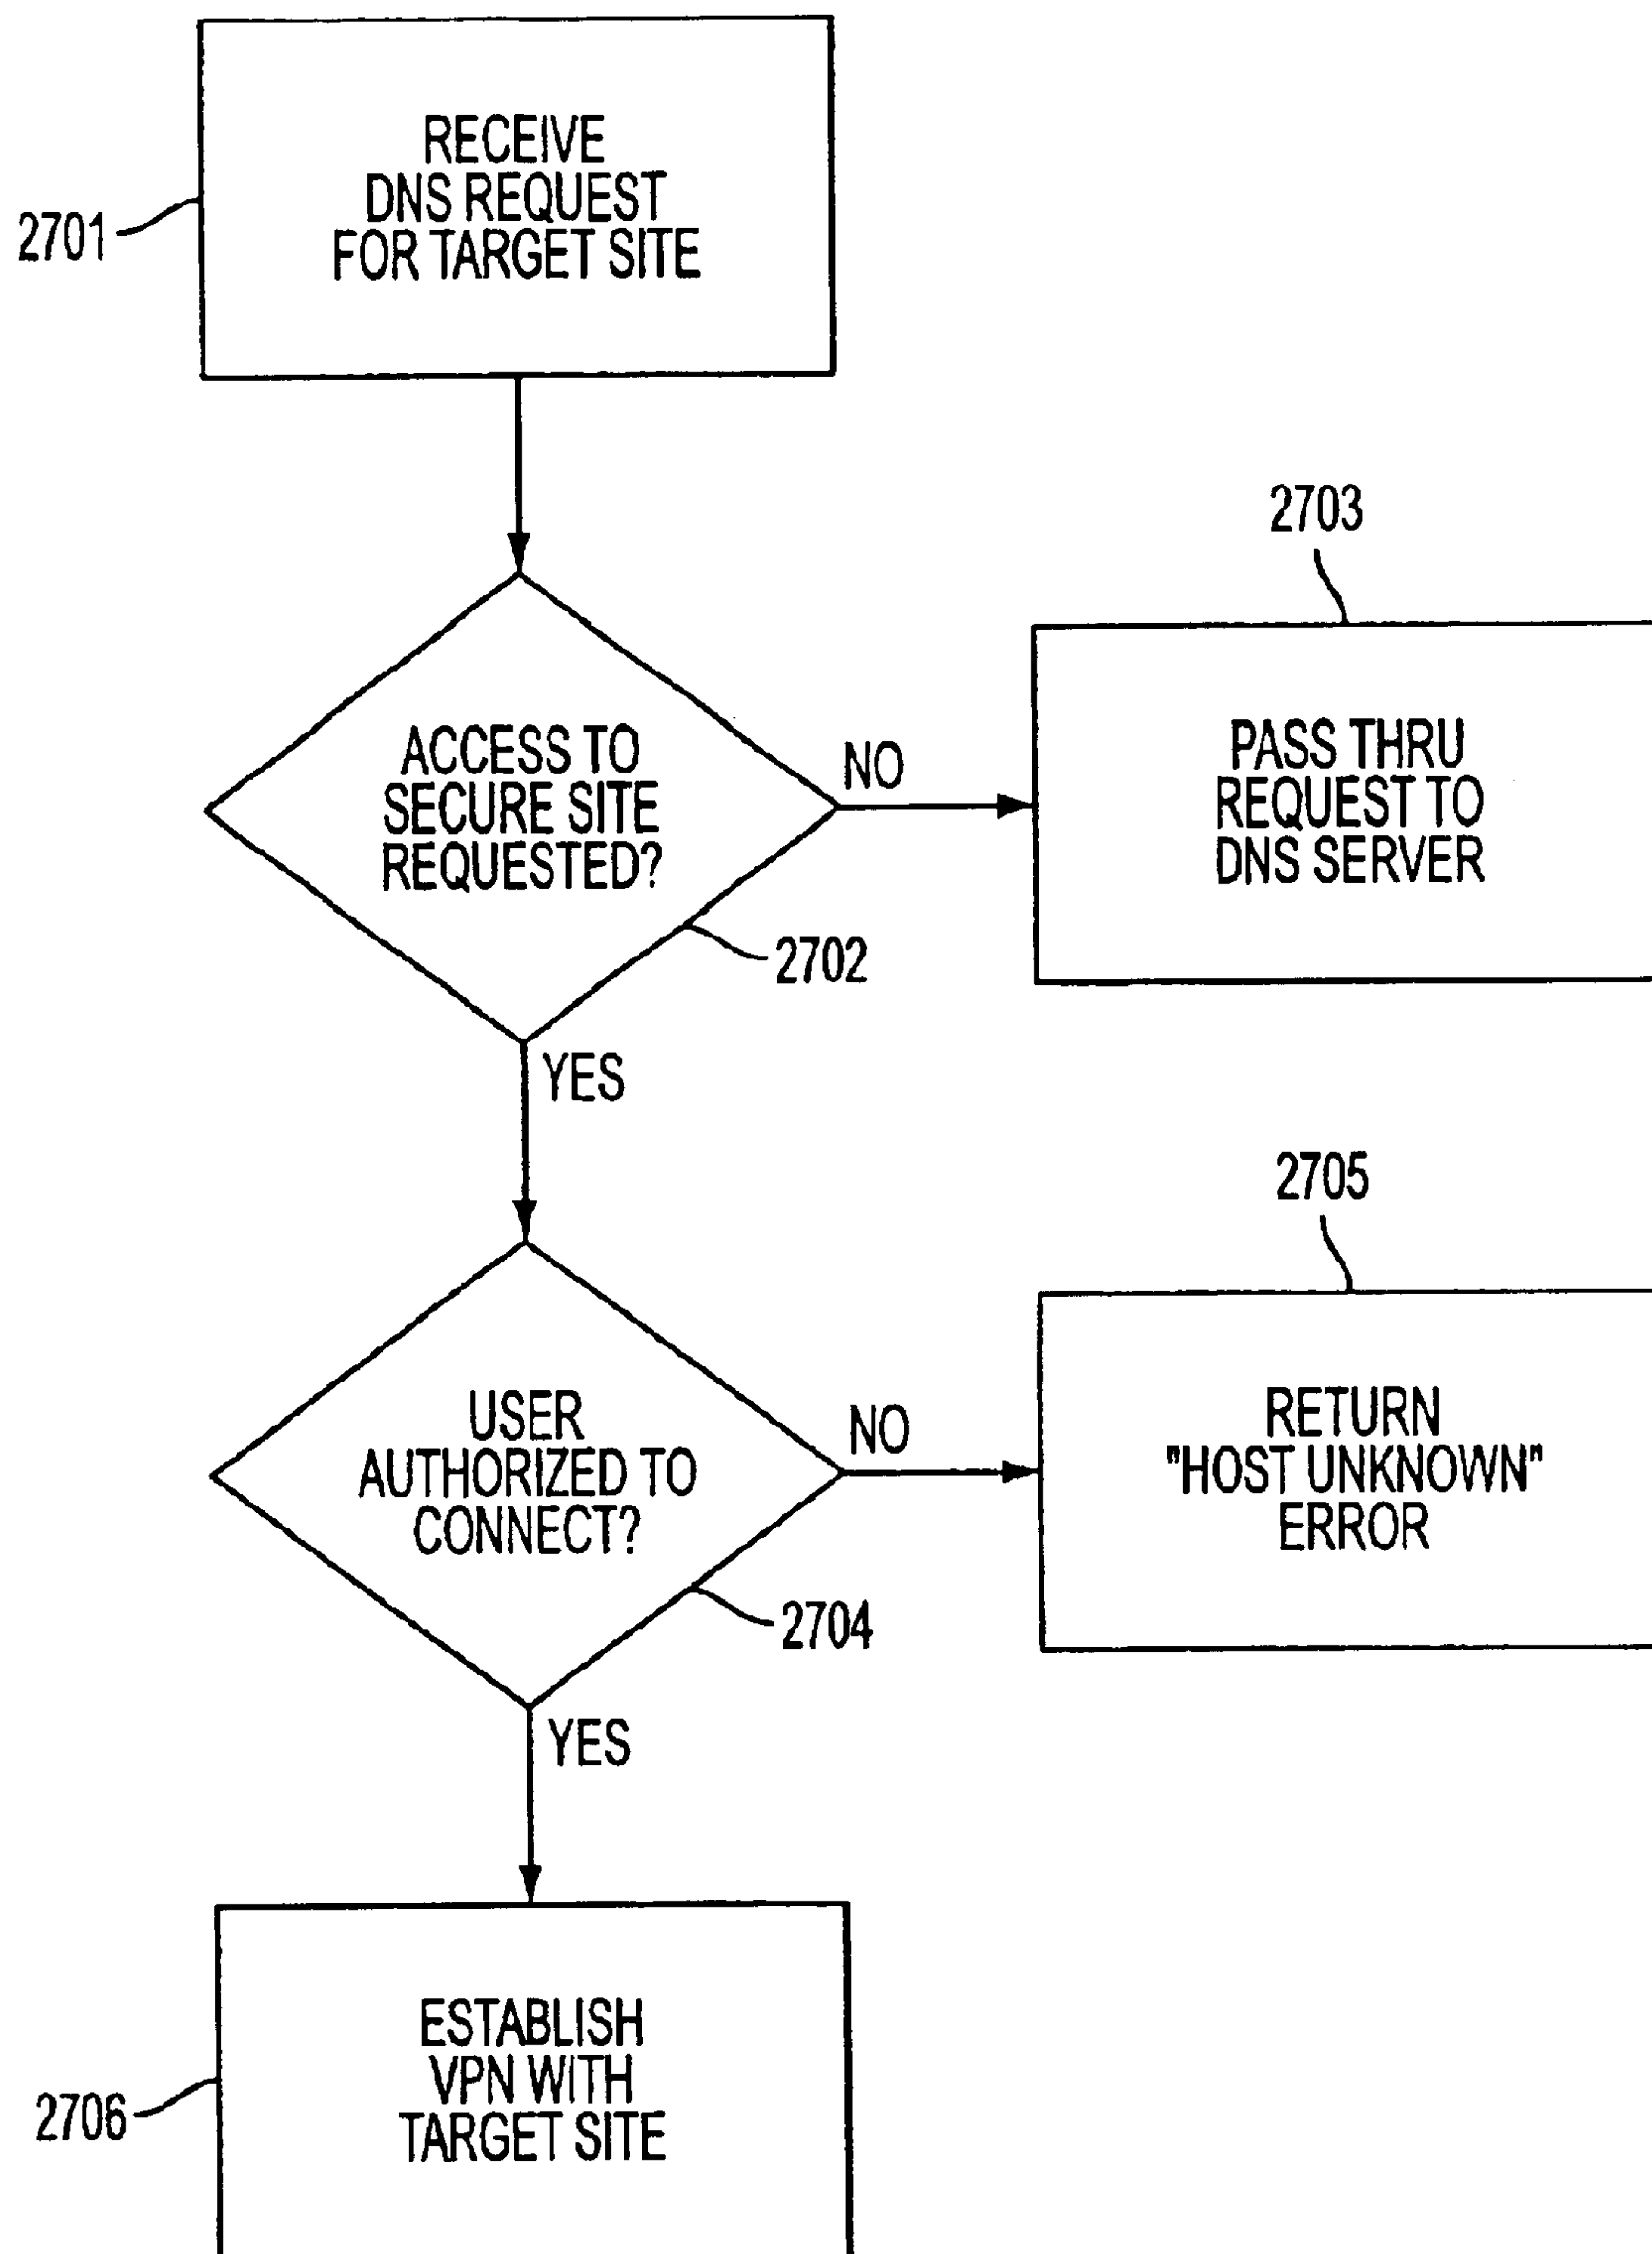 RECEIVE
DNS REQUEST
FOR TARGET SITE
2701
2703
ACCESS TO
SECURE SITE
REQUESTED?
NO
PASS THRU
REQUEST TO
DNS SERVER
2702
YES
2705
USER
AUTHORIZED TO
CONNECT?
NO
RETURN
"HOST UNKNOWN"
ERROR
2704
YES
ESTABLISH
VPN WITH
TARGET SITE
2706